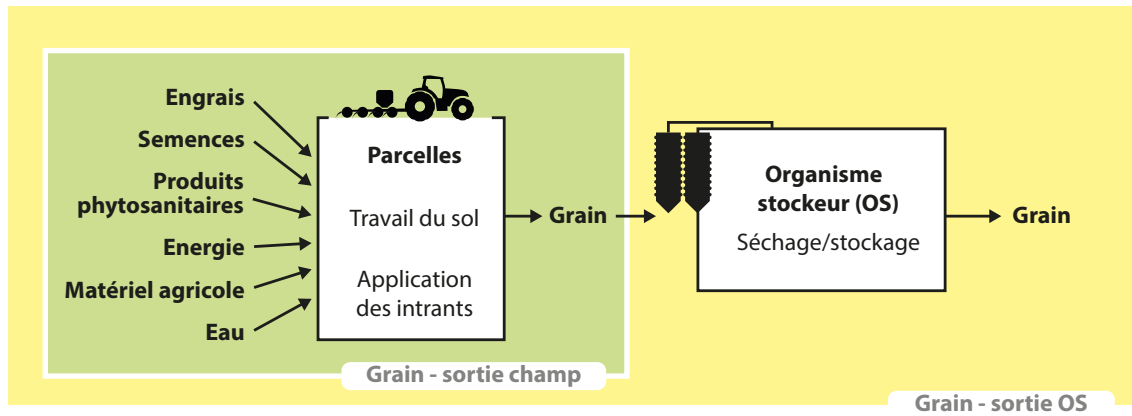 Engrais
Semences
Produits
phytosanitaires
Energie
Matériel agricole
Eau
Parcelles
Travail du sol
Application
des intrants
Grain
Grain - sortie champ
Organisme
stockeur (OS)
Séchage/stockage
Grain
Grain - sortie OS